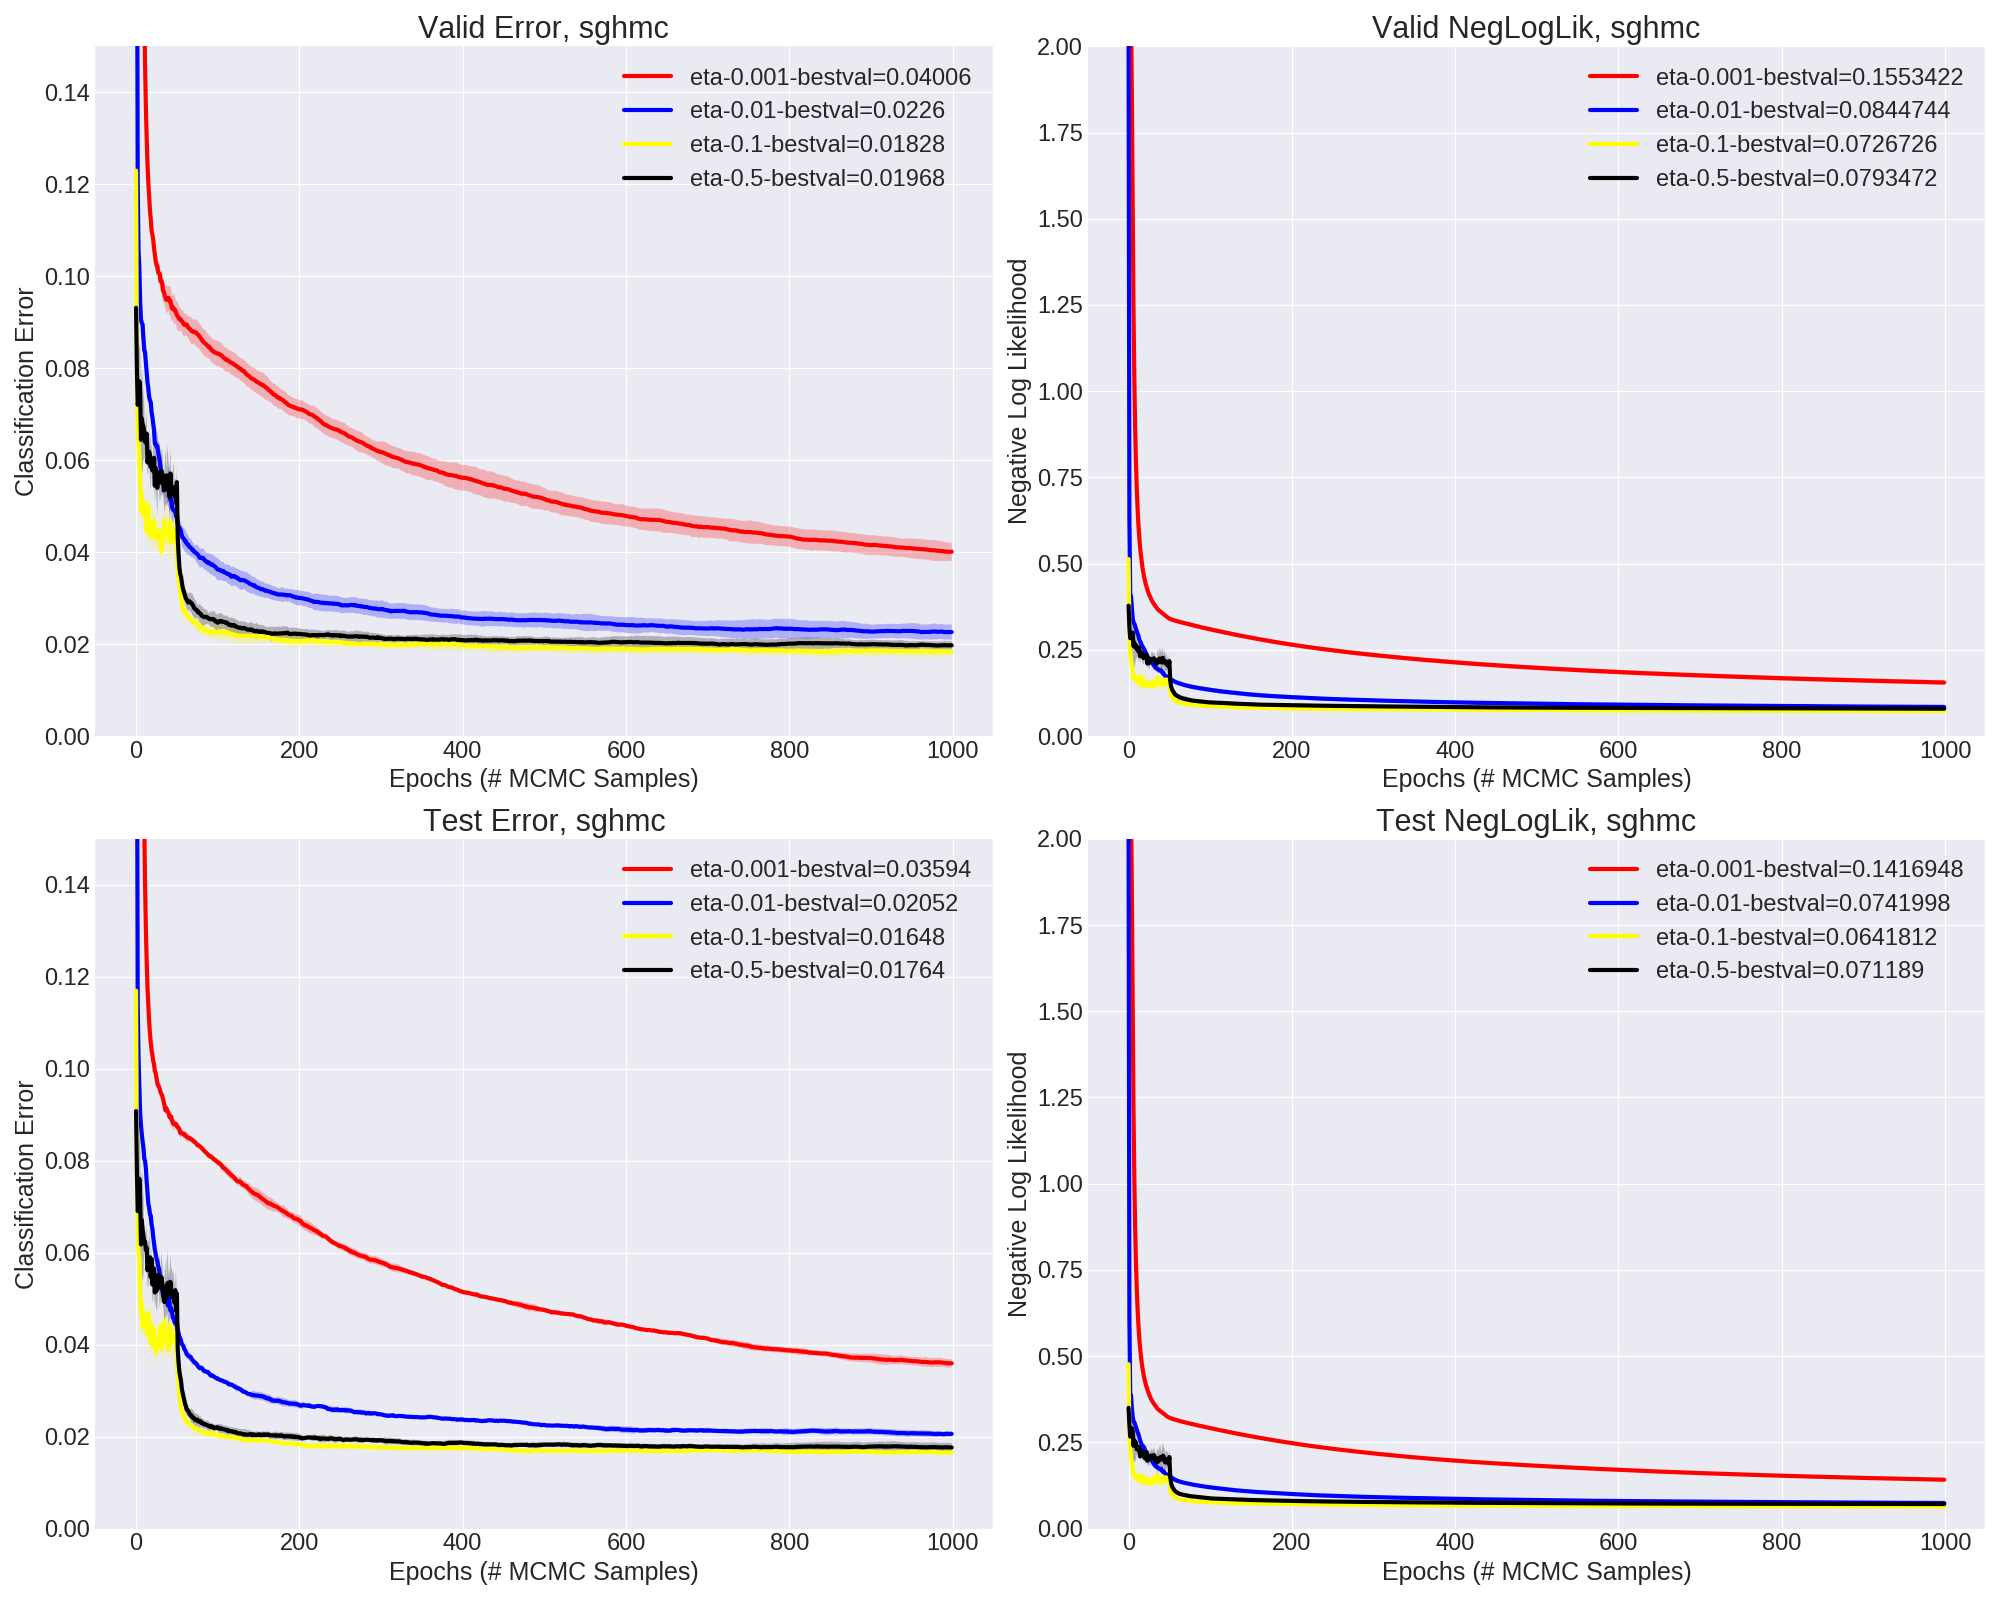 Valid Error, sghmc
Classification Error
0.14
0.12
0.10
0.08
0.06
0.04
0.02
0.00
eta-0.001-bestval=0.04006
eta-0.01-bestval=0.0226
eta-0.1-bestval=0.01828
eta-0.5-bestval=0.01968
0 200 400 600 800 1000
Epochs (# MCMC Samples)
Valid NegLogLik, sghmc
Negative Log Likelihood
2.00
1.75
1.50
1.25
1.00
0.75
0.50
0.25
0.00
eta-0.001-bestval=0.1553422
eta-0.01-bestval=0.0844744
eta-0.1-bestval=0.0726726
eta-0.5-bestval=0.0793472
0 200 400 600 800 1000
Epochs (# MCMC Samples)
Test Error, sghmc
Classification Error
0.14
0.12
0.10
0.08
0.06
0.04
0.02
0.00
eta-0.001-bestval=0.03594
eta-0.01-bestval=0.02052
eta-0.1-bestval=0.01648
eta-0.5-bestval=0.01764
0 200 400 600 800 1000
Epochs (# MCMC Samples)
Test NegLogLik, sghmc
Negative Log Likelihood
2.00
1.75
1.50
1.25
1.00
0.75
0.50
0.25
0.00
eta-0.001-bestval=0.1416948
eta-0.01-bestval=0.0741998
eta-0.1-bestval=0.0641812
eta-0.5-bestval=0.071189
0 200 400 600 800 1000
Epochs (# MCMC Samples)